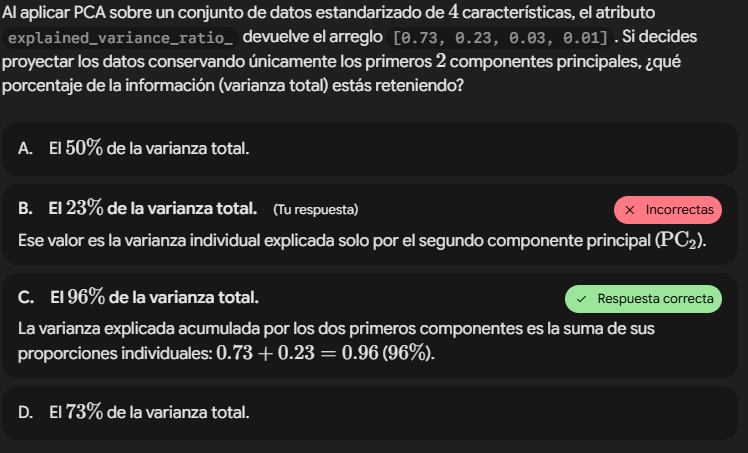 Al aplicar PCA sobre un conjunto de datos estandarizado de 4 características, el atributo
explained_variance_ratio_ devuelve el arreglo [0.73, 0.23, 0.03, 0.01]. Si decides
proyectar los datos conservando únicamente los primeros 2 componentes principales, ¿qué
porcentaje de la información (varianza total) estás reteniendo?
A. El 50% de la varianza total.
B. El 23% de la varianza total. (Tu respuesta) × Incorrectas
Ese valor es la varianza individual explicada solo por el segundo componente principal (PC₂).
C. El 96% de la varianza total. ✓ Respuesta correcta
La varianza explicada acumulada por los dos primeros componentes es la suma de sus
proporciones individuales: 0.73 + 0.23 = 0.96 (96%).
D. El 73% de la varianza total.